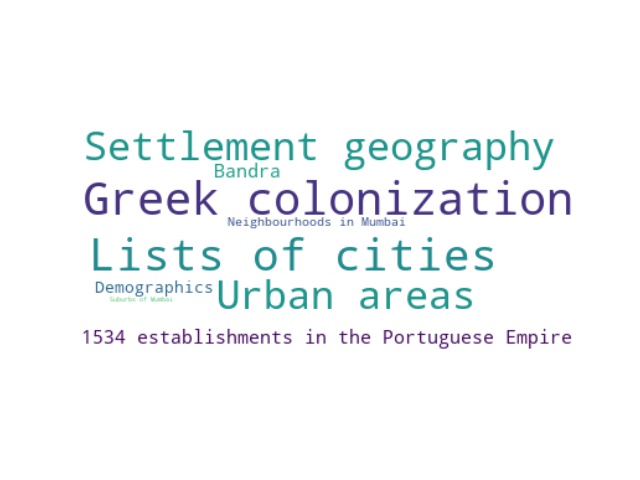 Settlement geography
Bandra
Greek colonization
Neighbourhoods in Mumbai
Lists of cities
Demographics
Urban areas
Suburbs of Mumbai
1534 establishments in the Portuguese Empire